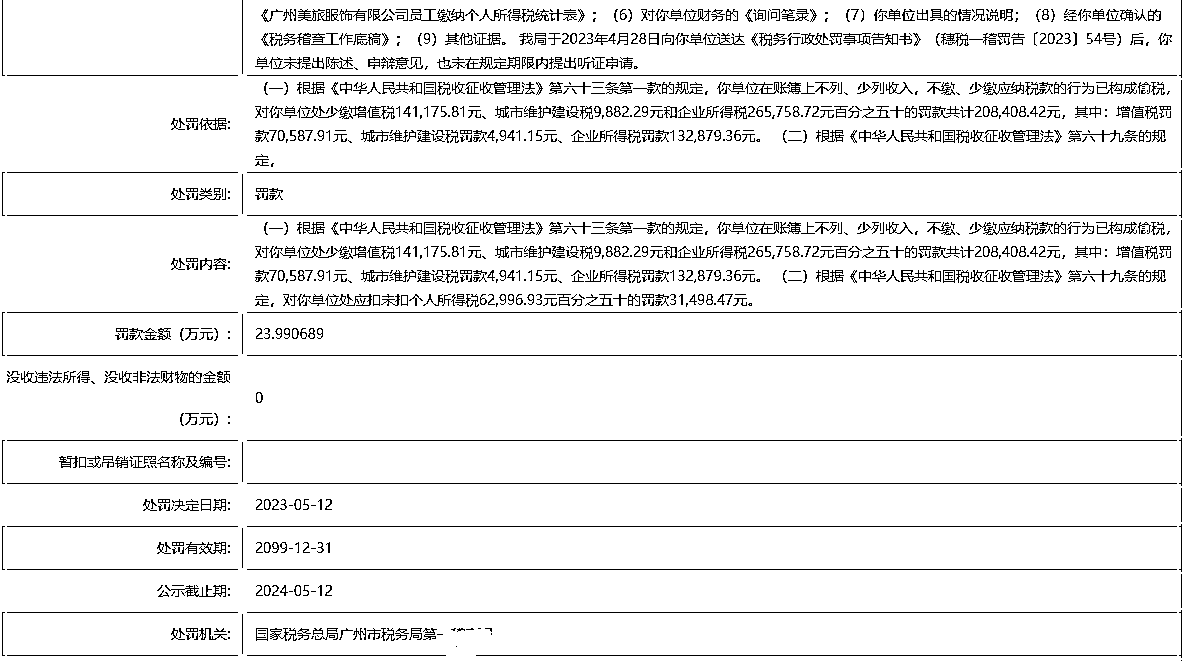 《广州美旅服饰有限公司员工缴纳个人所得税统计表》；（6）对你单位财务的《询问笔录》；（7）你单位出具的情况说明；（8）经你单位确认的
《税务稽查工作底稿》；（9）其他证据。 我局于2023年4月28日向你单位送达《税务行政处罚事项告知书》（穗税一稽罚告〔2023〕54号）后，你
单位未提出陈述、申辩意见，也未在规定期限内提出听证申请。
处罚依据:
（一）根据《中华人民共和国税收征收管理法》第六十三条第一款的规定，你单位在账簿上不列、少列收入，不缴、少缴应纳税款的行为已构成偷税，
对你单位处少缴增值税141,175.81元、城市维护建设税9,882.29元和企业所得税265,758.72元百分之五十的罚款共计208,408.42元，其中：增值税罚
款70,587.91元、城市维护建设税罚款4,941.15元、企业所得税罚款132,879.36元。（二）根据《中华人民共和国税收征收管理法》第六十九条的规
定，
处罚类别:
罚款
处罚内容:
（一）根据《中华人民共和国税收征收管理法》第六十三条第一款的规定，你单位在账簿上不列、少列收入，不缴、少缴应纳税款的行为已构成偷税，
对你单位处少缴增值税141,175.81元、城市维护建设税9,882.29元和企业所得税265,758.72元百分之五十的罚款共计208,408.42元，其中：增值税罚
款70,587.91元、城市维护建设税罚款4,941.15元、企业所得税罚款132,879.36元。（二）根据《中华人民共和国税收征收管理法》第六十九条的规
定，对你单位处应扣未扣个人所得税62,996.93元百分之五十的罚款31,498.47元。
罚款金额（万元）:
23.990689
没收违法所得、没收非法财物的金额
（万元）:
0
暂扣或吊销证照名称及编号:
处罚决定日期:
2023-05-12
处罚有效期:
2099-12-31
公示截止期:
2024-05-12
处罚机关:
国家税务总局广州市税务局第一